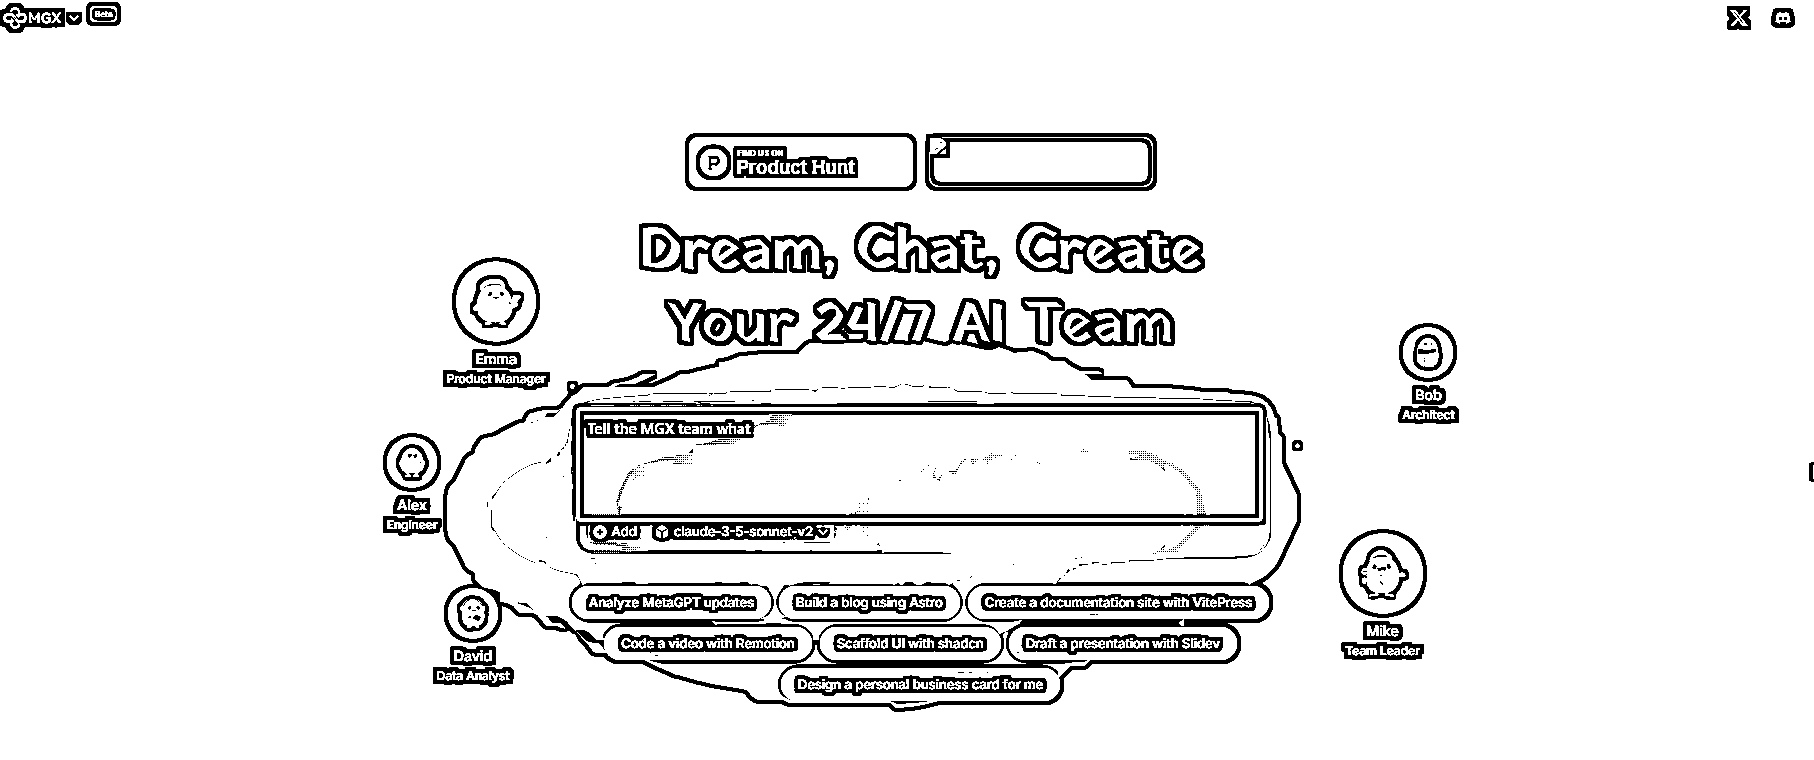 MGX Beta
FIND US ON
Product Hunt
Dream, Chat, Create
Your 24/7 AI Team
Emma
Product Manager
Bob
Architect
Tell the MGX team what
Alex
Engineer
Add claude-3-5-sonnet-v2
Analyze MetaGPT updates Build a blog using Astro Create a documentation site with VitePress
Code a video with Remotion Scaffold UI with shadcn Draft a presentation with Slidev
Mike
Team Leader
David
Data Analyst
Design a personal business card for me